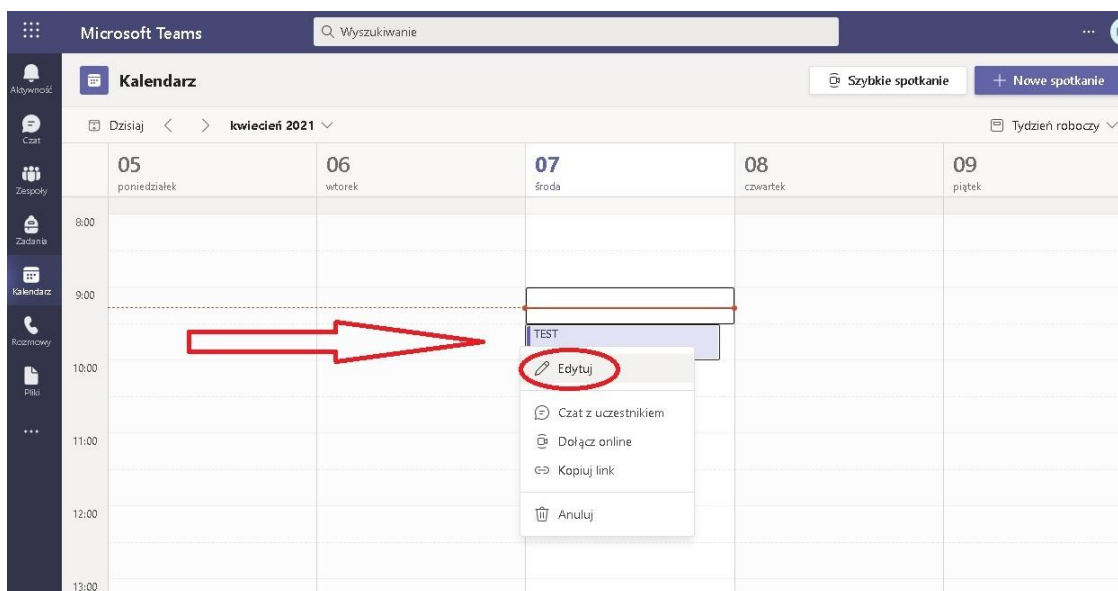 Microsoft Teams
Wyszukiwanie
Aktywność
Kalendarz
Szybkie spotkanie
+ Nowe spotkanie
Czat
Dzisiaj
kwiecień 2021
Tydzień roboczy
Zespoły
05
06
07
08
09
poniedziałek
wtorek
środa
czwartek
piątek
Zadania
8:00
Kalendarz
9:00
Rozmowy
TEST
10:00
Edytuj
Pliki
Czat z uczestnikiem
11:00
Dołącz online
Kopiuj link
12:00
Anuluj
13:00